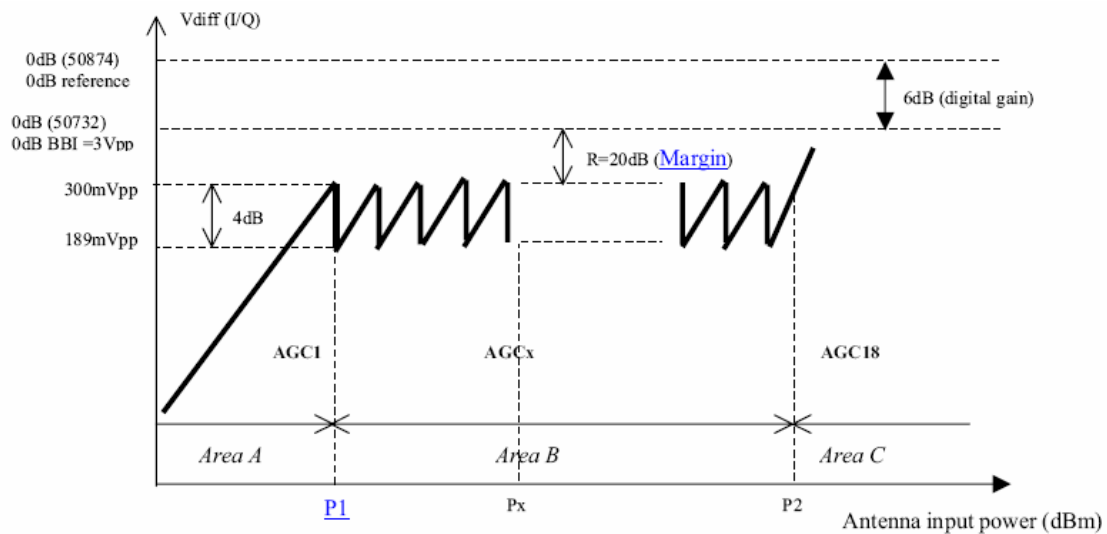 Vdiff (I/Q)
0dB (50874)
0dB reference
6dB (digital gain)
0dB (50732)
0dB BBI =3Vpp
R=20dB (Margin)
300mVpp
4dB
189mVpp
AGC1
AGCx
AGC18
Area A
Area B
Area C
P1
Px
P2
Antenna input power (dBm)